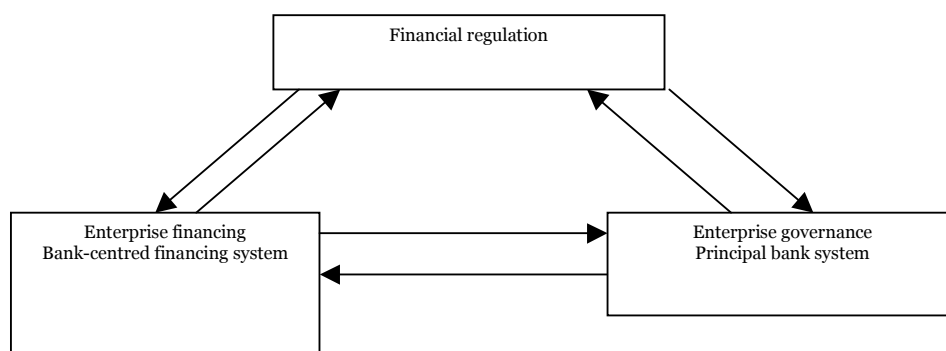 Financial regulation
Enterprise financing
Bank-centred financing system
Enterprise governance
Principal bank system